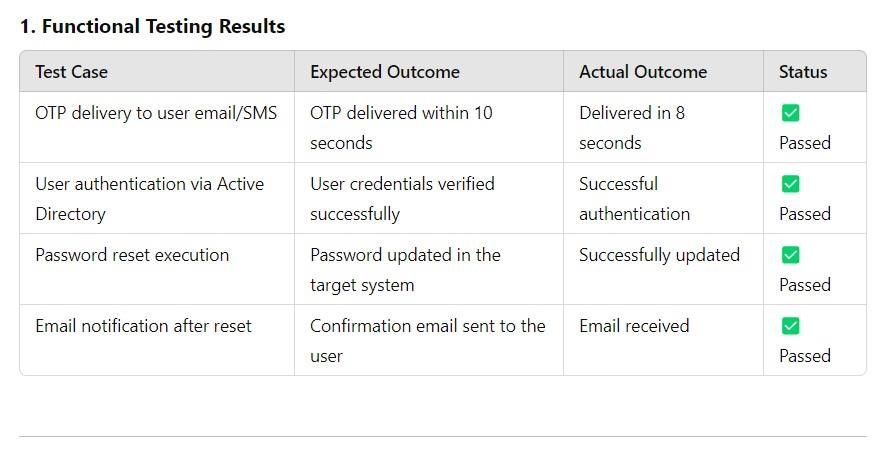 1. Functional Testing Results
Test Case Expected Outcome Actual Outcome Status
OTP delivery to user email/SMS OTP delivered within 10 Delivered in 8 ✅
seconds seconds Passed
User authentication via Active User credentials verified Successful ✅
Directory successfully authentication Passed
Password reset execution Password updated in the Successfully updated ✅
target system Passed
Email notification after reset Confirmation email sent to the Email received ✅
user Passed